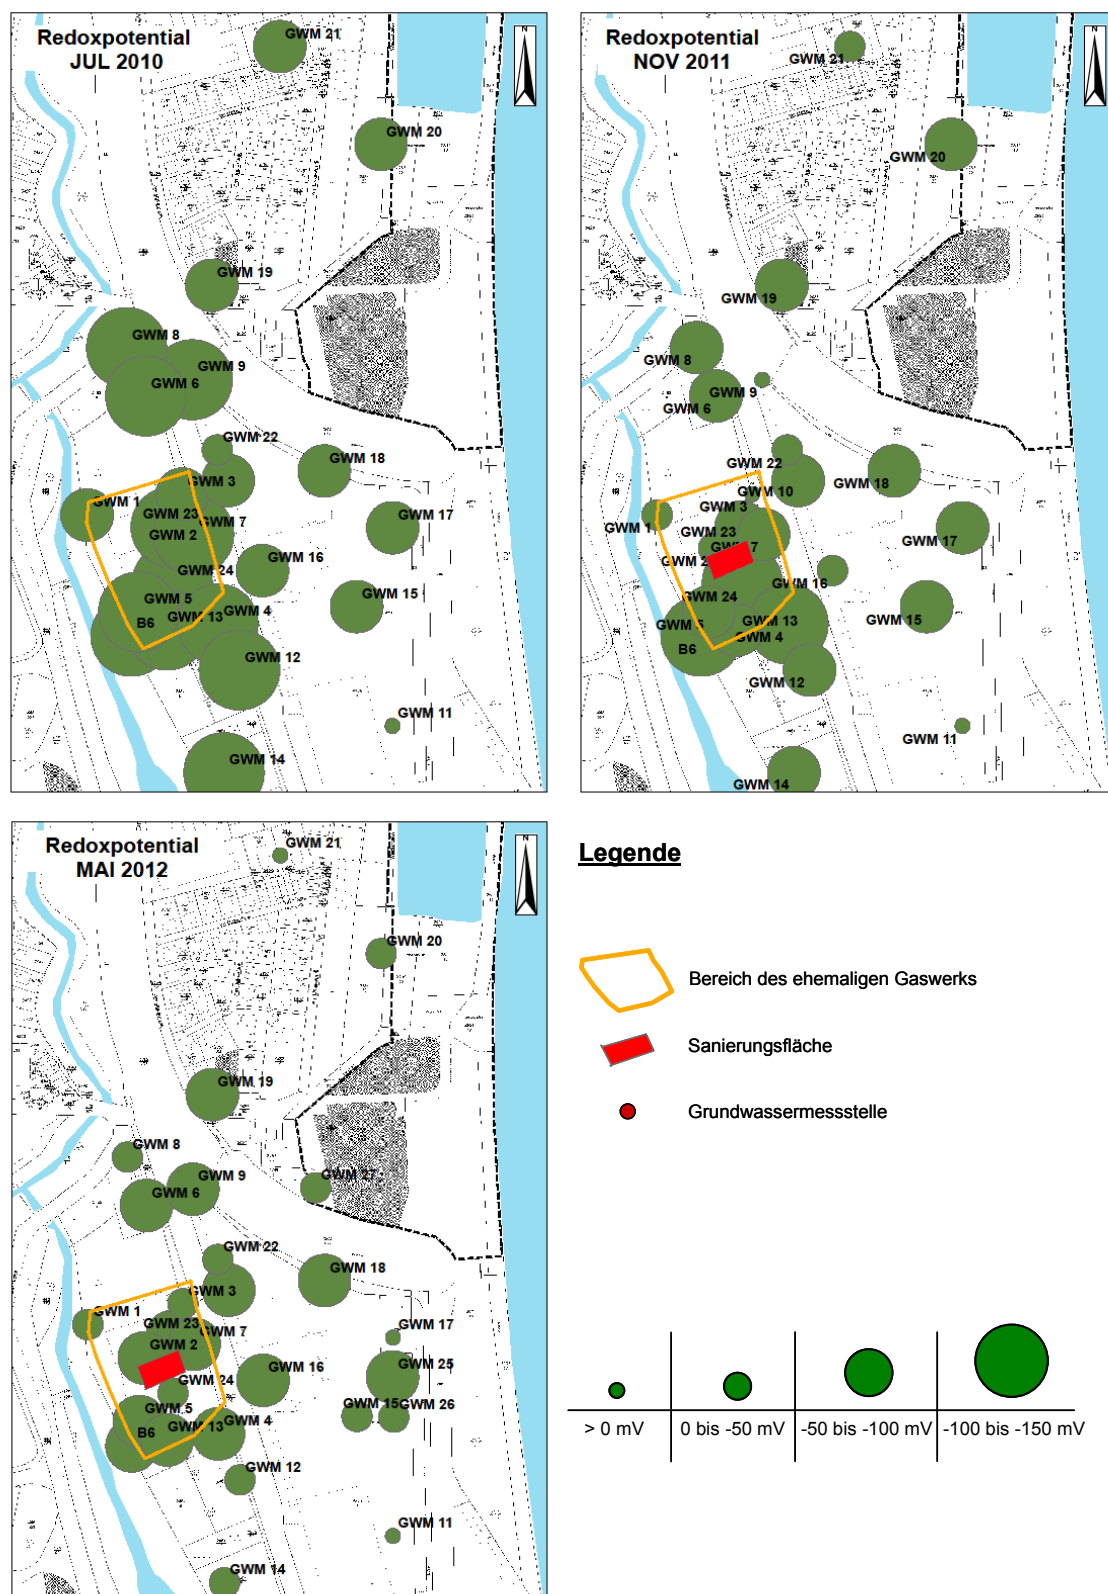 Redoxpotential
JUL 2010
N
GWM 21
GWM 20
GWM 19
GWM 8
GWM 9
GWM 6
GWM 22
GWM 18
GWM 3
GWM 1
GWM 23
GWM 7
GWM 17
GWM 2
GWM 16
GWM 24
GWM 5
GWM 15
GWM 13
GWM 4
B6
GWM 12
GWM 11
GWM 14
Redoxpotential
NOV 2011
N
GWM 21
GWM 20
GWM 19
GWM 8
GWM 9
GWM 6
GWM 22
GWM 18
GWM 10
GWM 3
GWM 1
GWM 23
GWM 17
GWM 7
GWM 2
GWM 16
GWM 24
GWM 5
GWM 13
GWM 15
GWM 4
B6
GWM 12
GWM 11
GWM 14
Redoxpotential
MAI 2012
N
GWM 21
GWM 20
GWM 19
GWM 8
GWM 9
GWM 27
GWM 6
GWM 22
GWM 18
GWM 3
GWM 1
GWM 23
GWM 7
GWM 17
GWM 2
GWM 16
GWM 25
GWM 24
GWM 5
GWM 15
GWM 26
GWM 13
GWM 4
B6
GWM 12
GWM 11
GWM 14
Legende
Bereich des ehemaligen Gaswerks
Sanierungsfläche
Grundwassermessstelle
> 0 mV
0 bis -50 mV
-50 bis -100 mV
-100 bis -150 mV